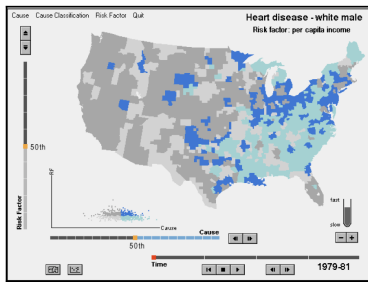 Cause Cause Classification Risk Factor Quit
Heart disease - white male
Risk factor: per capita income
50th
Risk Factor
Cause
Cause
50th
Time
fast
slow
1979-81